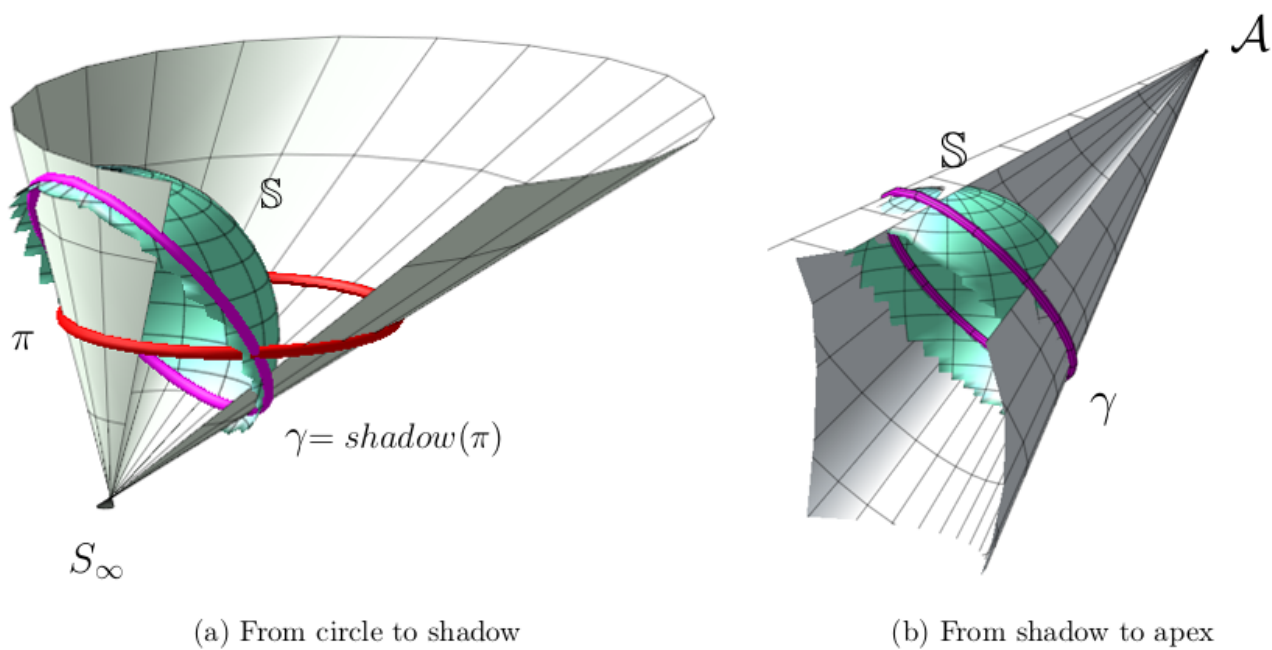 𝒜
𝕊
𝕊
π
γ
γ= shadow(π)
S∞
(a) From circle to shadow
(b) From shadow to apex